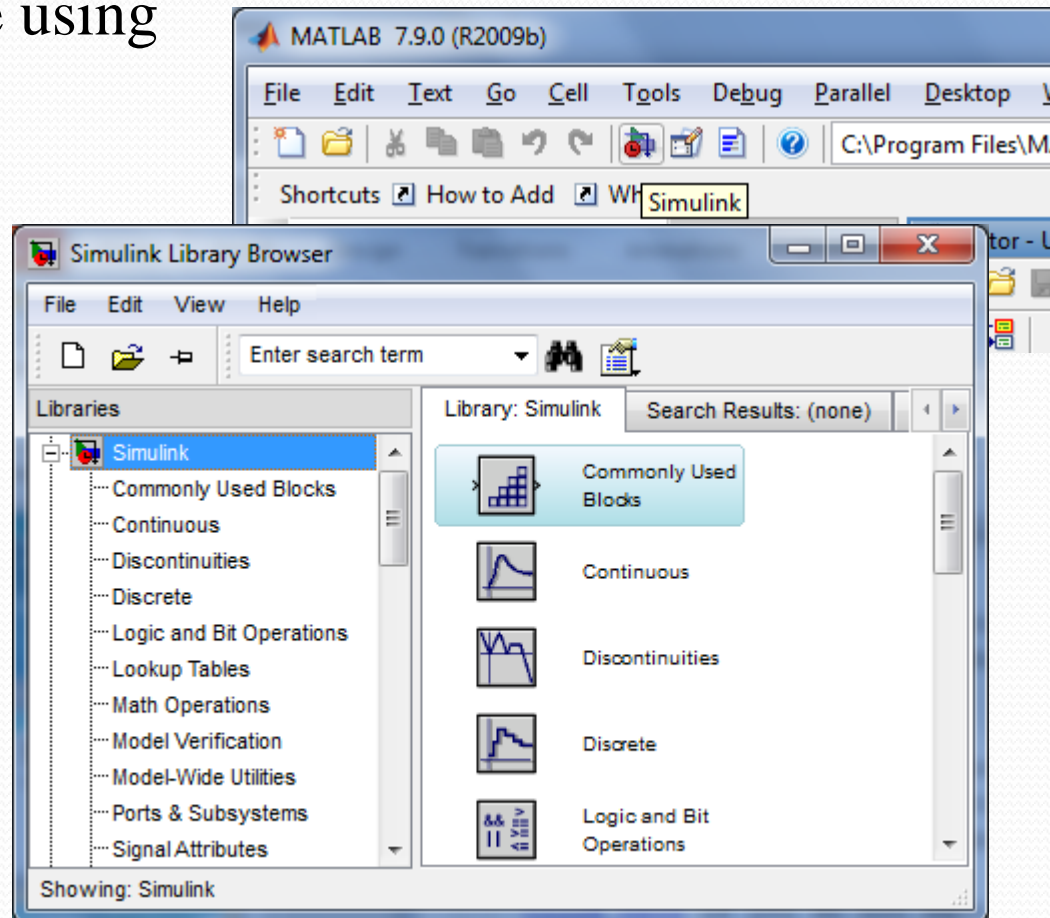 using
MATLAB 7.9.0 (R2009b)
File Edit Text Go Cell Tools Debug Parallel Desktop
C:\Program Files\MA
Shortcuts How to Add Wh
Simulink
tor - U
Simulink Library Browser
File Edit View Help
Enter search term
Libraries
Library: Simulink Search Results: (none)
Simulink
Commonly Used Blocks
Continuous
Discontinuities
Discrete
Logic and Bit Operations
Lookup Tables
Math Operations
Model Verification
Model-Wide Utilities
Ports & Subsystems
Signal Attributes
Commonly Used
Blocks
Continuous
Discontinuities
Discrete
Logic and Bit
Operations
Showing: Simulink